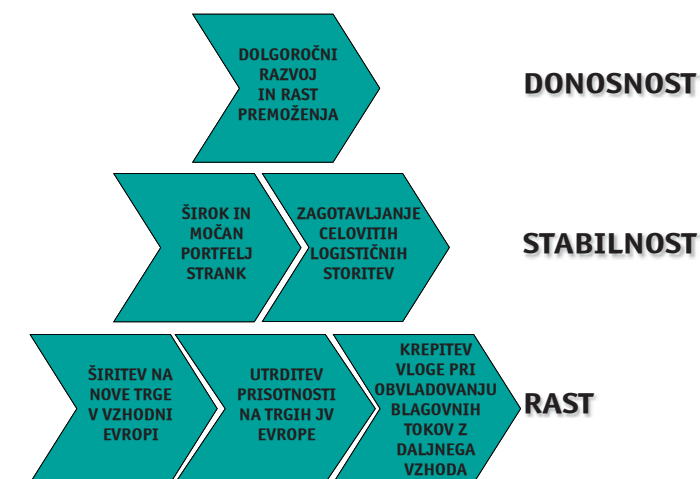 DOLGOROČNI
RAZVOJ
IN RAST
PREMOŽENJA
DONOSNOST
ŠIROK IN
MOČAN
PORTFELJ
STRANK
ZAGOTAVLJANJE
CELOVITIH
LOGISTIČNIH
STORITEV
STABILNOST
ŠIRITEV NA
NOVE TRGE
V VZHODNI
EVROPI
UTRDITEV
PRISOTNOSTI
NA TRGIH JV
EVROPE
KREPITEV
VLOGE PRI
OBVLADOVANJU
BLAGOVNIH
TOKOV Z
DALJNEGA
VZHODA
RAST